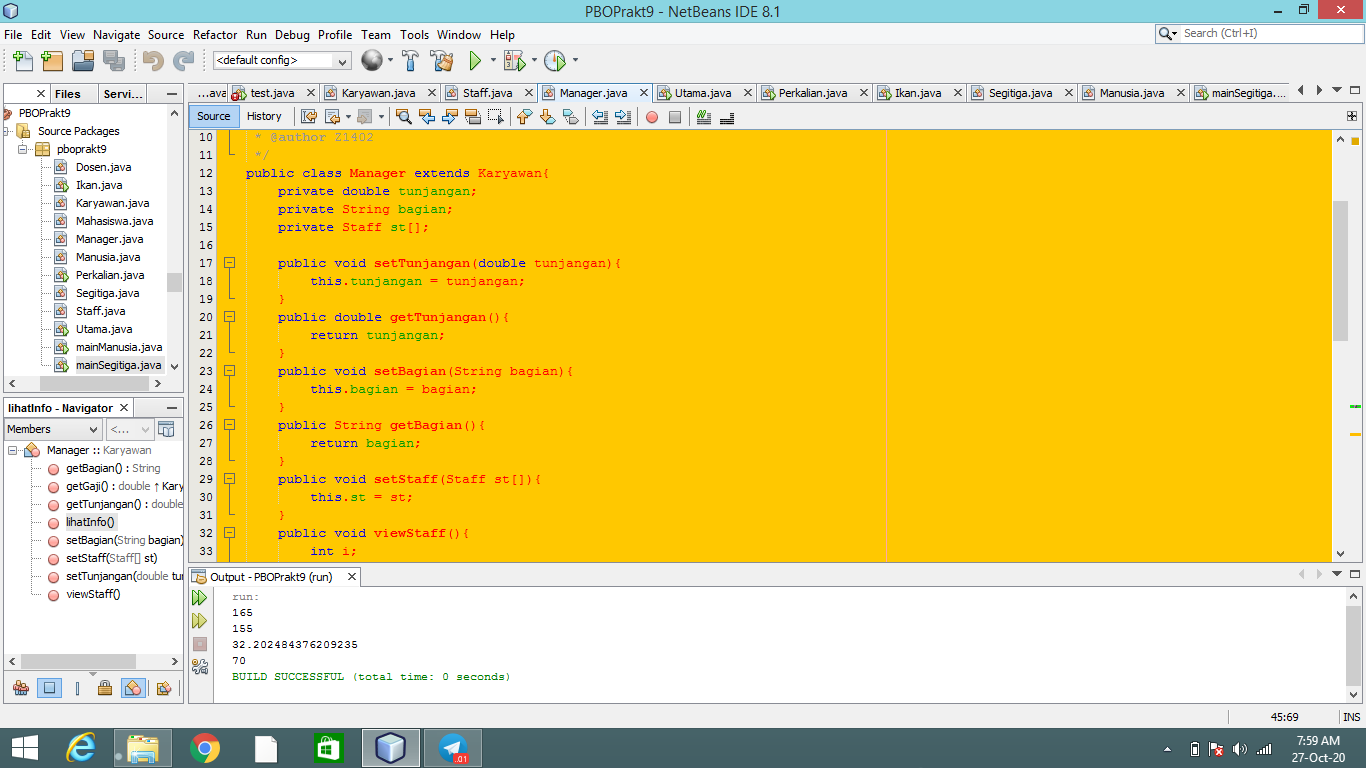 PBOPrakt9 - NetBeans IDE 8.1
File Edit View Navigate Source Refactor Run Debug Profile Team Tools Window Help
Search (Ctrl+I)
<default config>
Files Servi...
PBOPrakt9
Source Packages
pboprakt9
Dosen.java
Ikan.java
Karyawan.java
Mahasiswa.java
Manager.java
Manusia.java
Perkalian.java
Segitiga.java
Staff.java
Utama.java
mainManusia.java
mainSegitiga.java
lihatInfo - Navigator
Members <...
Manager :: Karyawan
getBagian() : String
getGaji() : double ↑ Kary
getTunjangan() : double
lihatInfo()
setBagian(String bagian)
setStaff(Staff[] st)
setTunjangan(double tun
viewStaff()
...ava test.java Karyawan.java Staff.java Manager.java Utama.java Perkalian.java Ikan.java Segitiga.java Manusia.java mainSegitiga....
Source History
10 * @author Z1402
11 */
12 public class Manager extends Karyawan{
13 private double tunjangan;
14 private String bagian;
15 private Staff st[];
16
17 public void setTunjangan(double tunjangan){
18 this.tunjangan = tunjangan;
19 }
20 public double getTunjangan(){
21 return tunjangan;
22 }
23 public void setBagian(String bagian){
24 this.bagian = bagian;
25 }
26 public String getBagian(){
27 return bagian;
28 }
29 public void setStaff(Staff st[]){
30 this.st = st;
31 }
32 public void viewStaff(){
33 int i;
Output - PBOPrakt9 (run)
run:
165
155
32.202484376209235
70
BUILD SUCCESSFUL (total time: 0 seconds)
45:69 INS
.01
7:59 AM
27-Oct-20